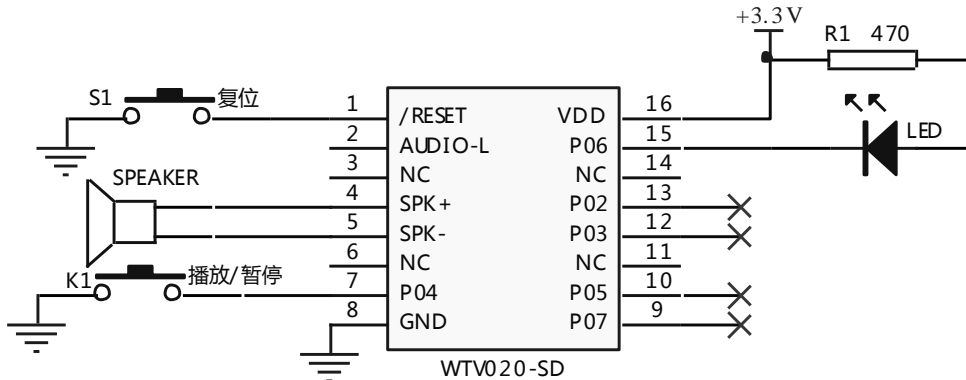 +3.3V
R1 470
S1 复位
1 /RESET VDD 16
2 AUDIO-L P06 15 LED
3 NC NC 14
SPEAKER
4 SPK+ P02 13
5 SPK- P03 12
6 NC NC 11
K1 播放/暂停
7 P04 P05 10
8 GND P07 9
WTV020-SD